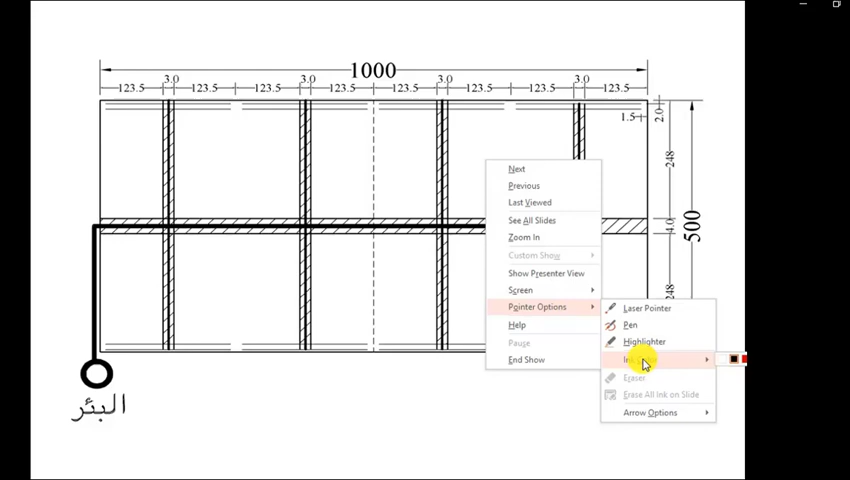 1000
3.0 3.0 3.0 3.0
123.5 123.5 123.5 123.5 123.5 123.5 123.5 123.5
1.5
2.0
248
4.0
500
248
Next
Previous
Last Viewed
See All Slides
Zoom In
Custom Show
Show Presenter View
Screen
Pointer Options
Help
Pause
End Show
Laser Pointer
Pen
Highlighter
Ink Color
Eraser
Erase All Ink on Slide
Arrow Options
البئر